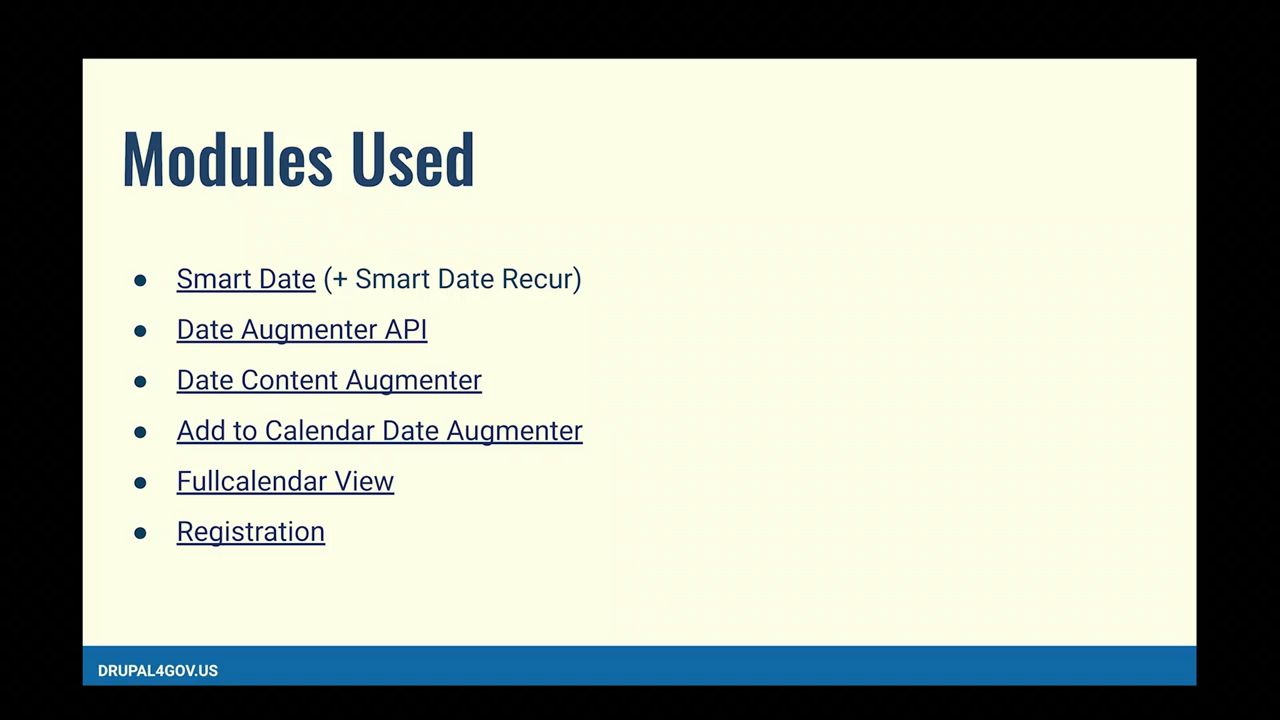 Modules Used
● Smart Date (+ Smart Date Recur)
● Date Augmenter API
● Date Content Augmenter
● Add to Calendar Date Augmenter
● Fullcalendar View
● Registration
DRUPAL4GOV.US